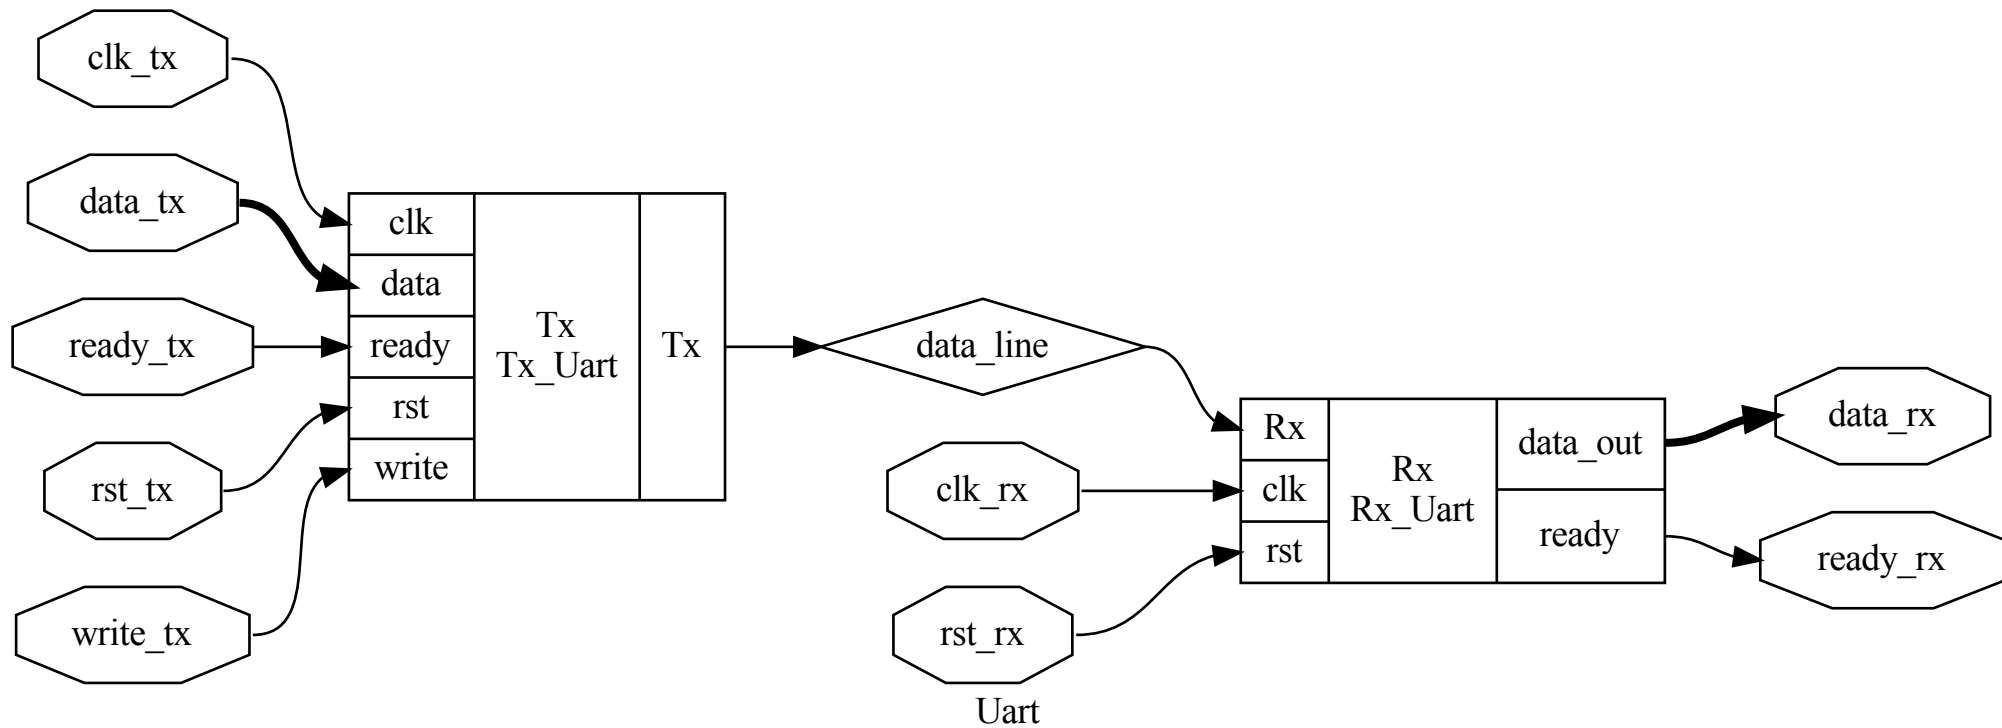 clk_tx
data_tx
ready_tx
rst_tx
write_tx
clk
data
ready
rst
write
Tx
Tx_Uart
Tx
data_line
clk_rx
rst_rx
Rx
clk
rst
Rx
Rx_Uart
data_out
ready
data_rx
ready_rx
Uart